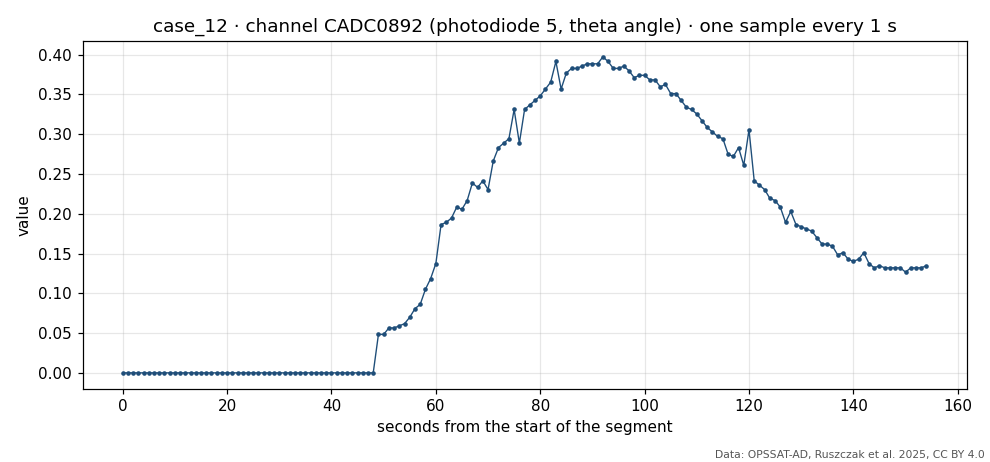 case_12 · channel CADC0892 (photodiode 5, theta angle) · one sample every 1 s
0.40
0.35
0.30
0.25
0.20
0.15
0.10
0.05
0.00
value
0 20 40 60 80 100 120 140 160
seconds from the start of the segment
Data: OPSSAT-AD, Ruszczak et al. 2025, CC BY 4.0